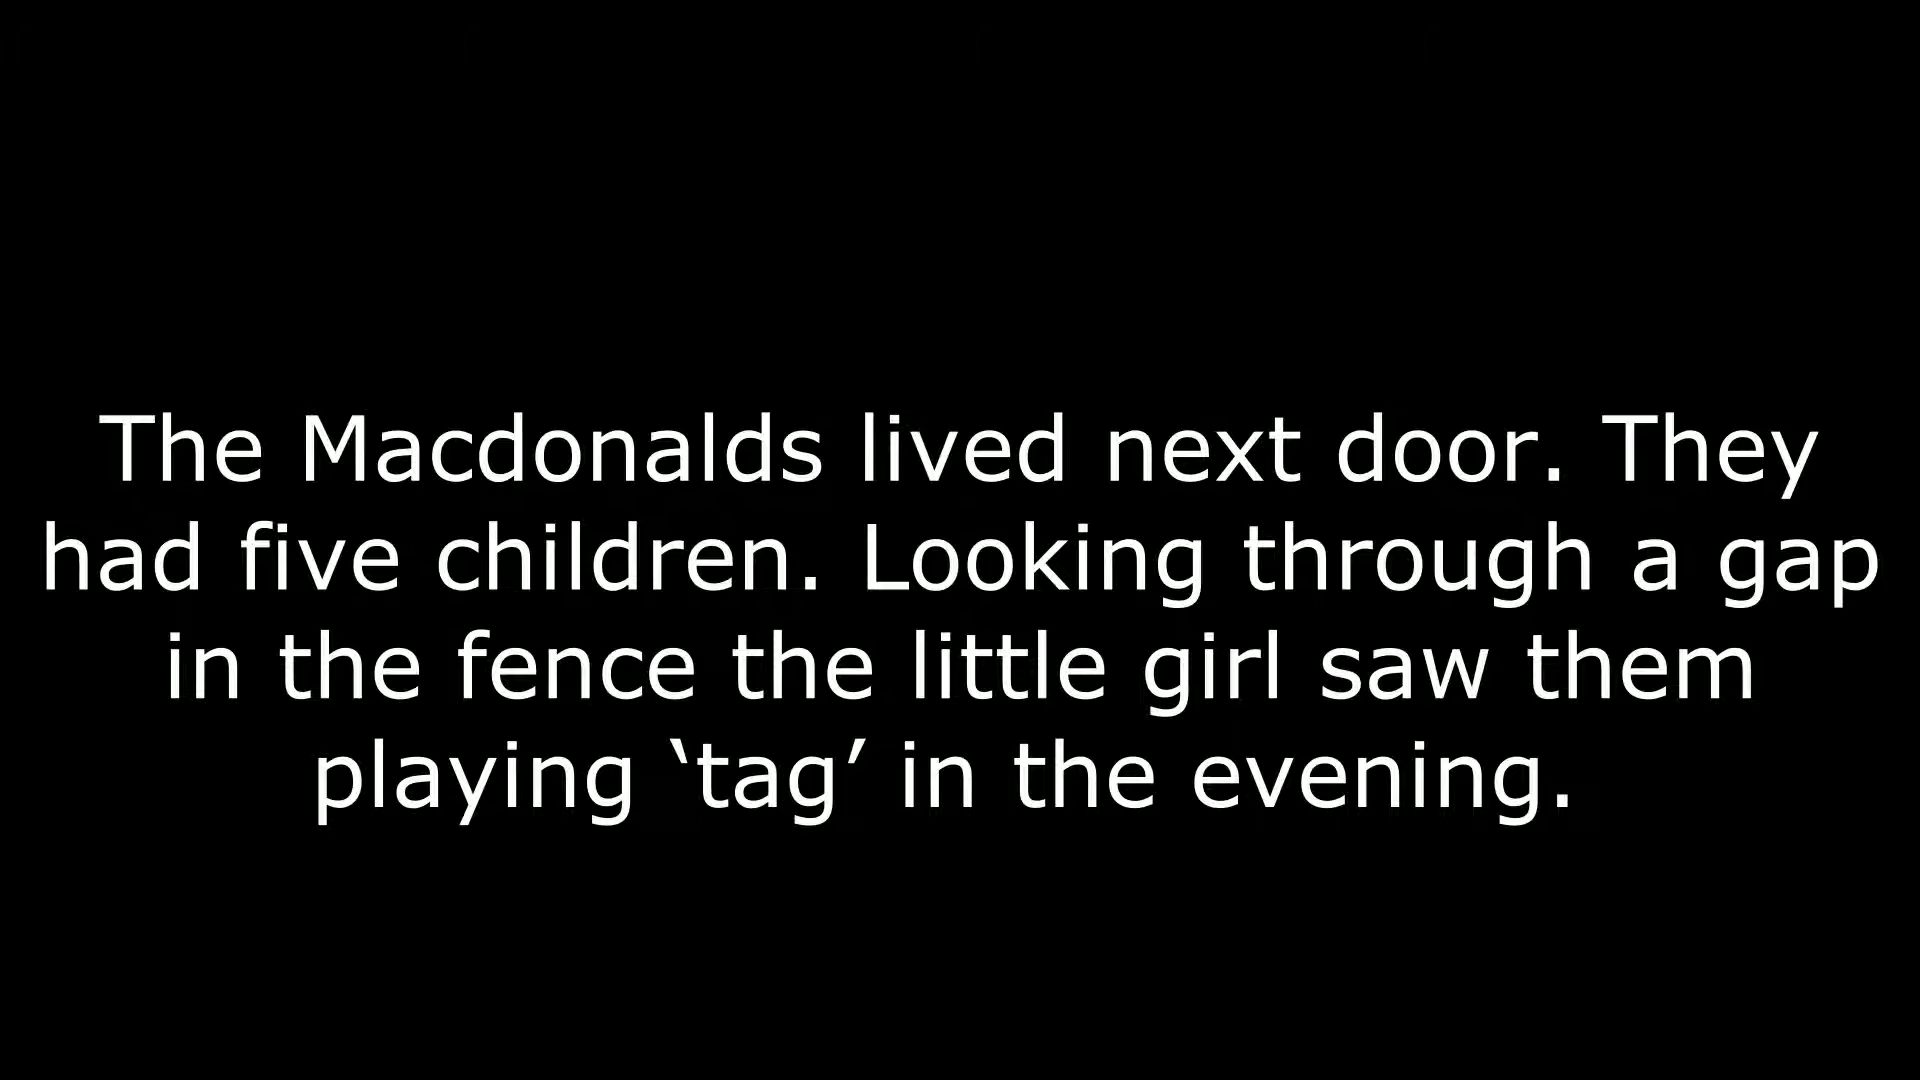 The Macdonalds lived next door. They
had five children. Looking through a gap
in the fence the little girl saw them
playing ‘tag’ in the evening.